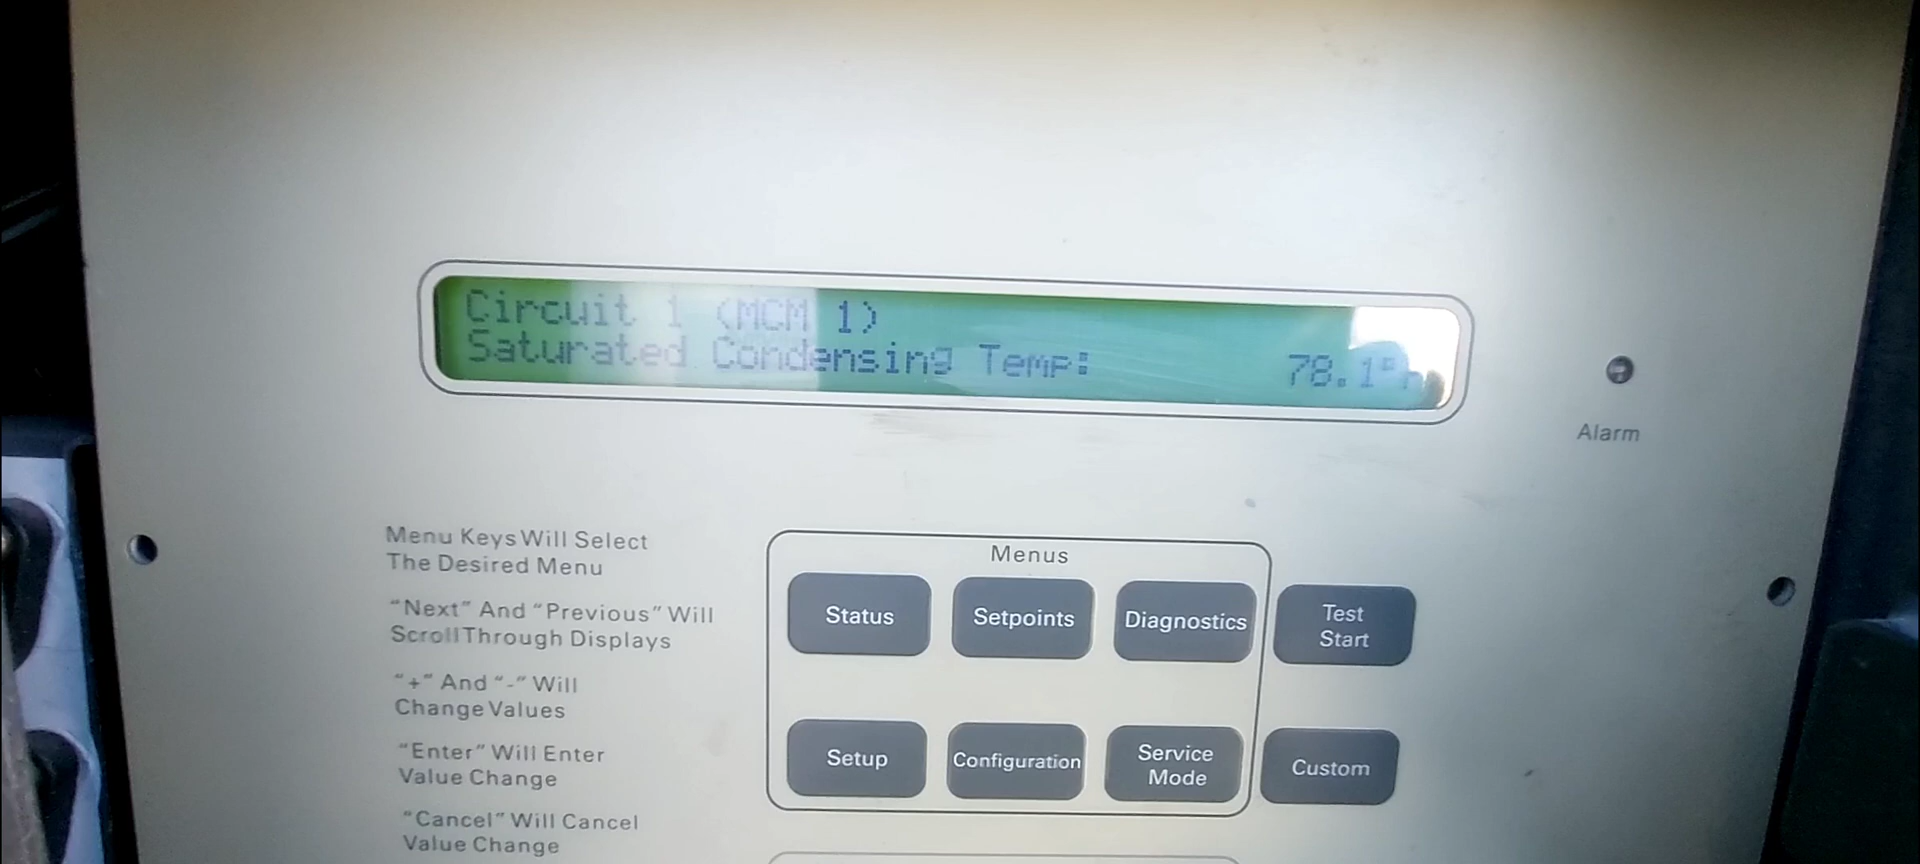 Circuit 1 (MCM 1)
Saturated Condensing Temp: 78.1°F
Alarm
Menu Keys Will Select
The Desired Menu
“Next” And “Previous” Will
Scroll Through Displays
“+” And “-” Will
Change Values
“Enter” Will Enter
Value Change
“Cancel” Will Cancel
Value Change
Menus
Status
Setpoints
Diagnostics
Test
Start
Setup
Configuration
Service
Mode
Custom